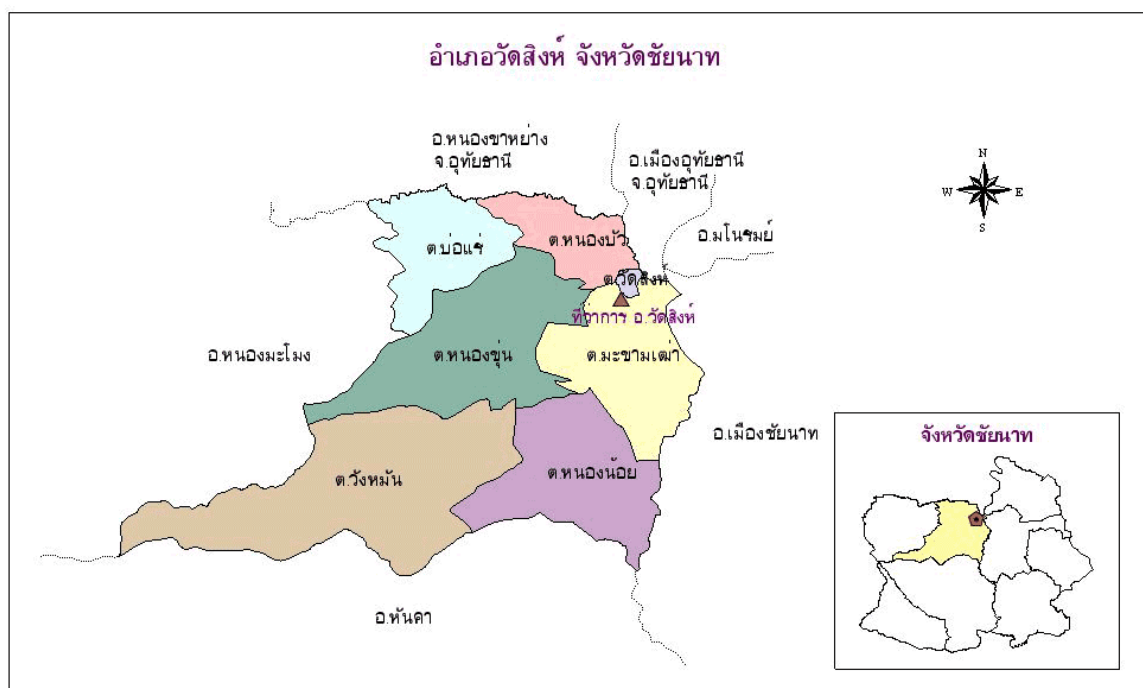 อำเภอวัดสิงห์ จังหวัดชัยนาท
อ.หนองขาหย่าง
จ.อุทัยธานี
อ.เมืองอุทัยธานี
จ.อุทัยธานี
N
W
E
S
อ.มโนรมย์
ต.หนองบัว
ต.บ่อแร่
ต.วัดสิงห์
ที่ว่าการ อ.วัดสิงห์
อ.หนองมะโมง
ต.หนองขุ่น
ต.มะขามเฒ่า
อ.เมืองชัยนาท
จังหวัดชัยนาท
ต.วังหมัน
ต.หนองน้อย
อ.หันคา